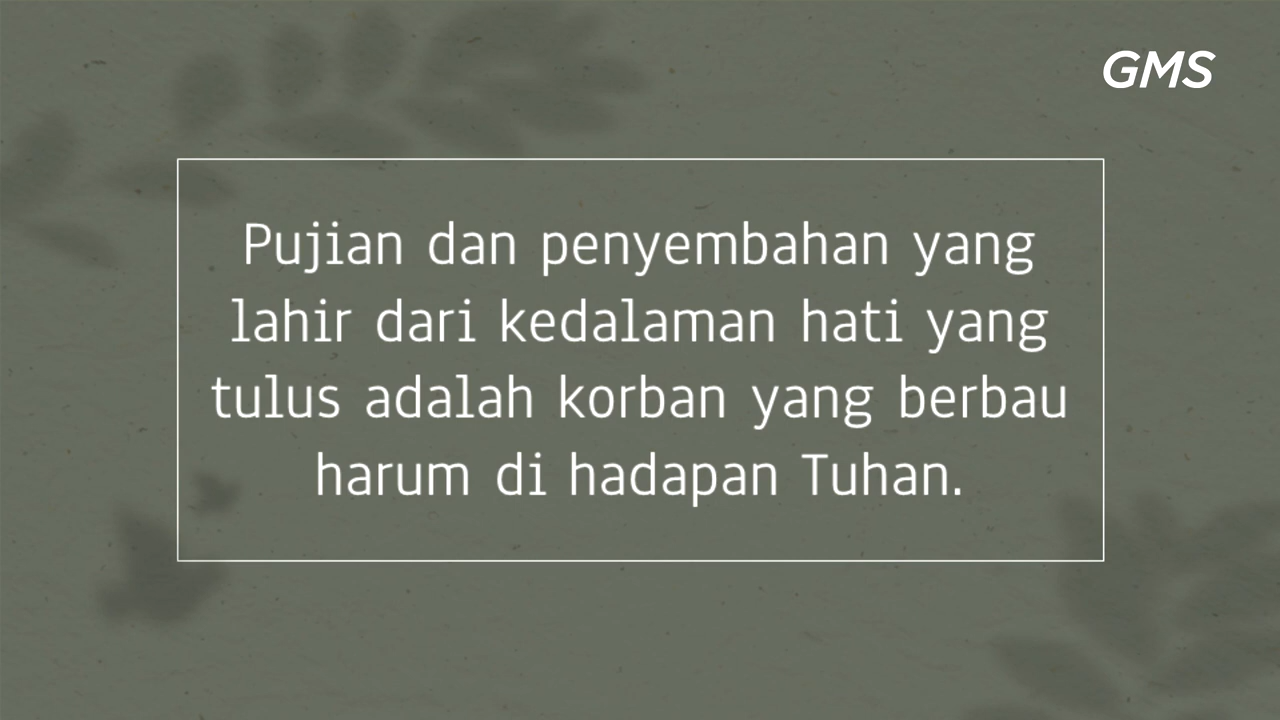 GMS
Pujian dan penyembahan yang
lahir dari kedalaman hati yang
tulus adalah korban yang berbau
harum di hadapan Tuhan.